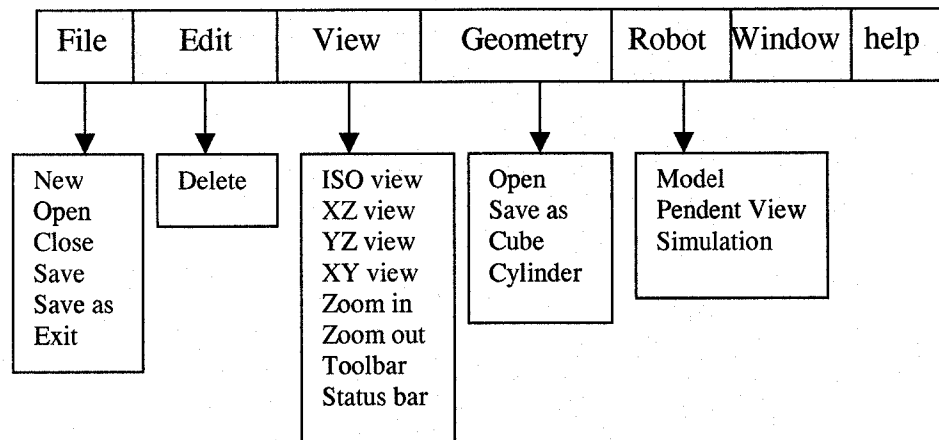 File Edit View Geometry Robot Window help
New
Open
Close
Save
Save as
Exit
Delete
ISO view
XZ view
YZ view
XY view
Zoom in
Zoom out
Toolbar
Status bar
Open
Save as
Cube
Cylinder
Model
Pendent View
Simulation